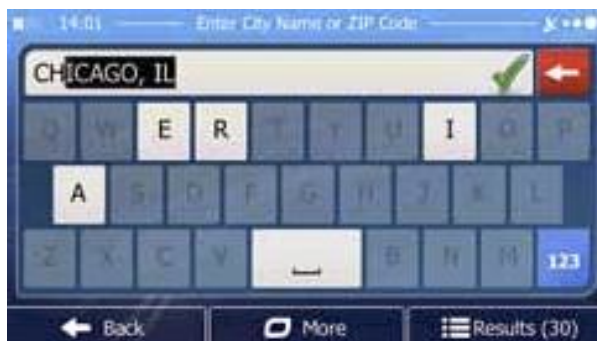 14:01 Enter City Name or ZIP Code
CHICAGO, IL
Q W E R T Y U I O P
A S D F G H J K L
Z X C V B N M 123
Back More Results (30)